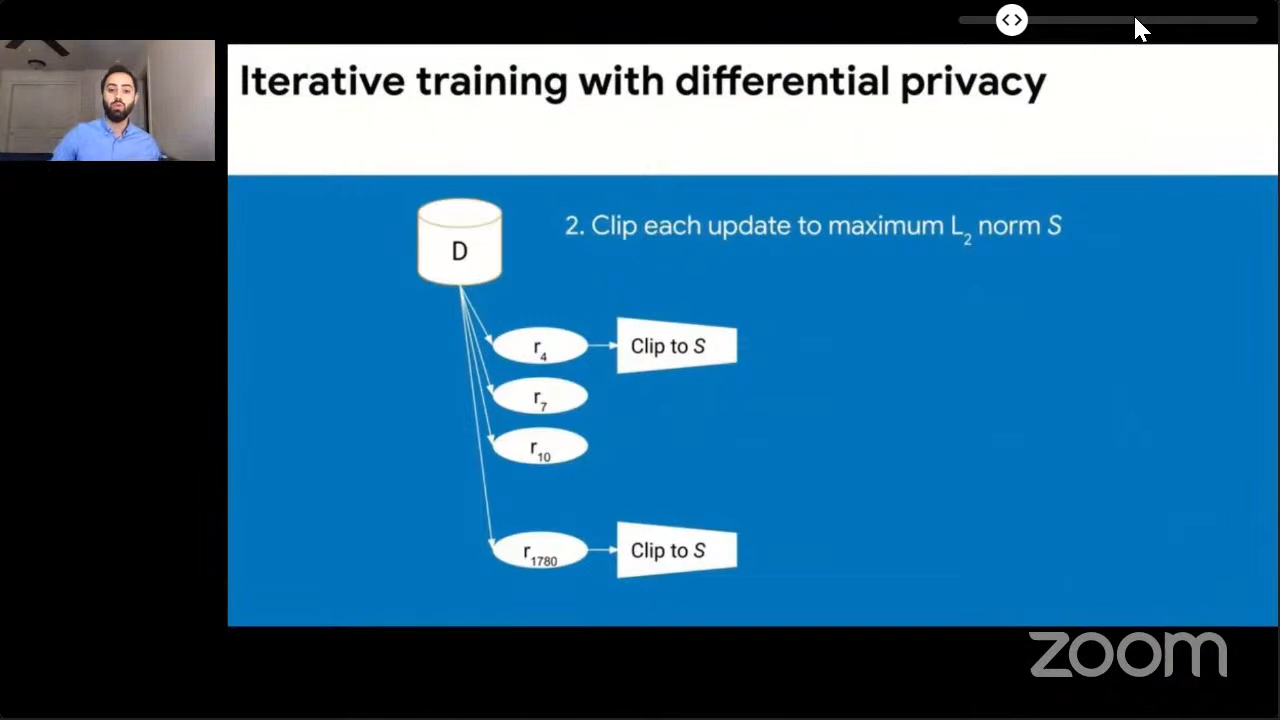 Iterative training with differential privacy
2. Clip each update to maximum L₂ norm S
D
r₄
Clip to S
r₇
r₁₀
r₁₇₈₀
Clip to S
zoom